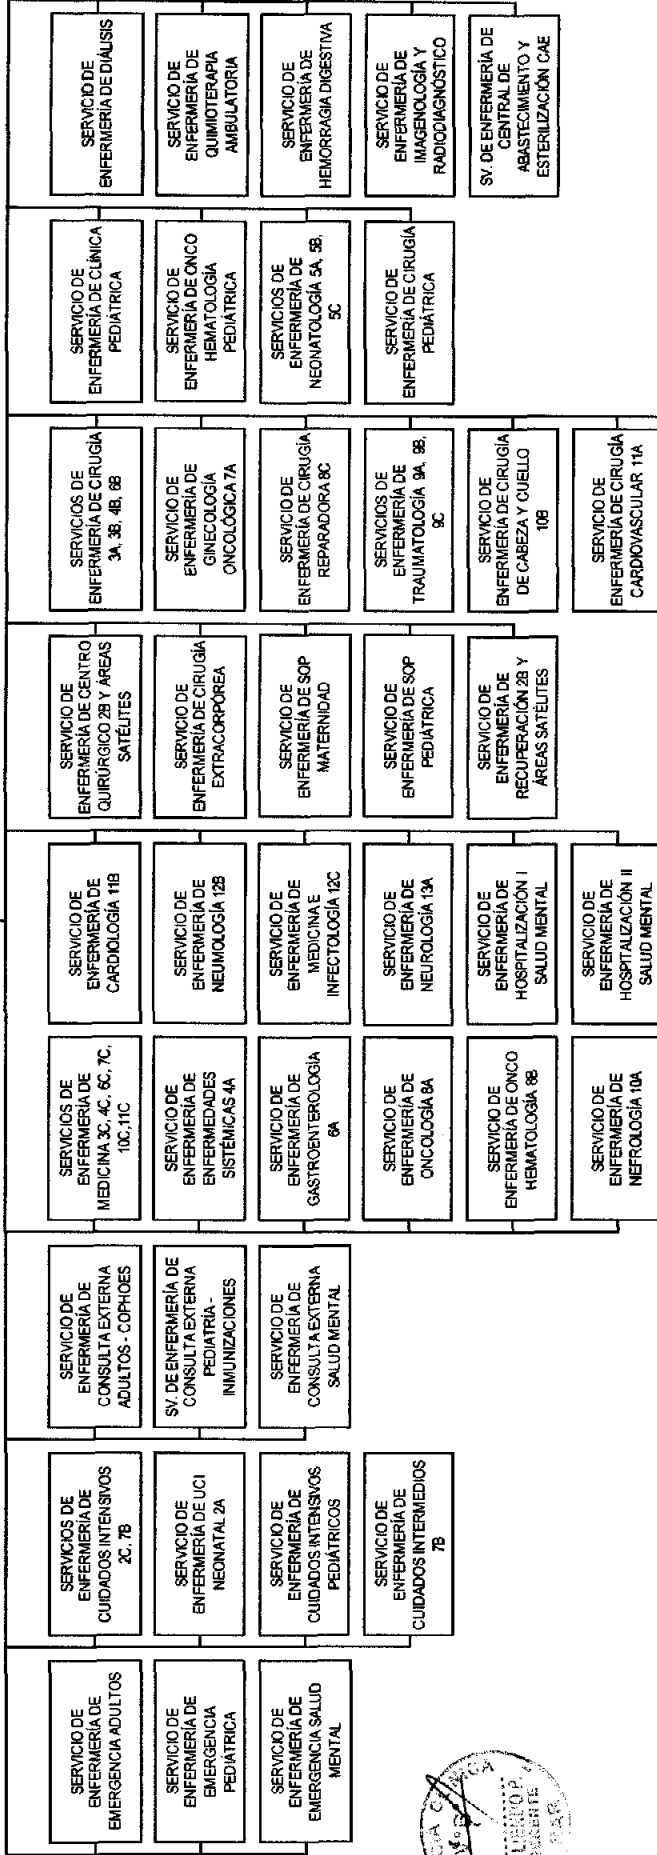 SERVICIO DE
ENFERMERÍA DE
EMERGENCIA ADULTOS
SERVICIO DE
ENFERMERÍA DE
EMERGENCIA
PEDIÁTRICA
SERVICIO DE
ENFERMERÍA DE
EMERGENCIA SALUD
MENTAL
SERVICIOS DE
ENFERMERÍA DE
CUIDADOS INTENSIVOS
2C, 7B
SERVICIO DE
ENFERMERÍA DE UCI
NEONATAL 2A
SERVICIO DE
ENFERMERÍA DE
CUIDADOS INTENSIVOS
PEDIÁTRICOS
SERVICIO DE
ENFERMERÍA DE
CUIDADOS INTERMEDIOS
7B
SERVICIO DE
ENFERMERÍA DE
CONSULTA EXTERNA
ADULTOS - COPHOES
SV. DE ENFERMERÍA DE
CONSULTA EXTERNA
PEDIATRÍA -
INMUNIZACIONES
SERVICIO DE
ENFERMERÍA DE
CONSULTA EXTERNA
SALUD MENTAL
SERVICIOS DE
ENFERMERÍA DE
MEDICINA 3C, 4C, 6C, 7C,
10C, 11C
SERVICIO DE
ENFERMERÍA DE
ENFERMEDADES
SISTÉMICAS 4A
SERVICIO DE
ENFERMERÍA DE
GASTROENTEROLOGÍA
6A
SERVICIO DE
ENFERMERÍA DE
ONCOLOGÍA 8A
SERVICIO DE
ENFERMERÍA DE ONCO
HEMATOLOGÍA 8B
SERVICIO DE
ENFERMERÍA DE
NEFROLOGÍA 10A
SERVICIO DE
ENFERMERÍA DE
CARDIOLOGÍA 11B
SERVICIO DE
ENFERMERÍA DE
NEUMOLOGÍA 12B
SERVICIO DE
ENFERMERÍA DE
MEDICINA E
INFECTOLOGÍA 12C
SERVICIO DE
ENFERMERÍA DE
NEUROLOGÍA 13A
SERVICIO DE
ENFERMERÍA DE
HOSPITALIZACIÓN I
SALUD MENTAL
SERVICIO DE
ENFERMERÍA DE
HOSPITALIZACIÓN II
SALUD MENTAL
SERVICIO DE
ENFERMERÍA DE CENTRO
QUIRÚRGICO 2B Y ÁREAS
SATÉLITES
SERVICIO DE
ENFERMERÍA DE CIRUGÍA
EXTRACORPÓREA
SERVICIO DE
ENFERMERÍA DE SOP
MATERNIDAD
SERVICIO DE
ENFERMERÍA DE SOP
PEDIÁTRICA
SERVICIO DE
ENFERMERÍA DE
RECUPERACIÓN 2B Y
ÁREAS SATÉLITES
SERVICIOS DE
ENFERMERÍA DE CIRUGÍA
3A, 3B, 4B, 6B
SERVICIO DE
ENFERMERÍA DE
GINECOLOGÍA
ONCOLÓGICA 7A
SERVICIO DE
ENFERMERÍA DE CIRUGÍA
REPARADORA 8C
SERVICIOS DE
ENFERMERÍA DE
TRAUMATOLOGÍA 9A, 9B,
9C
SERVICIO DE
ENFERMERÍA DE CIRUGÍA
DE CABEZA Y CUELLO
10B
SERVICIO DE
ENFERMERÍA DE CIRUGÍA
CARDIOVASCULAR 11A
SERVICIO DE
ENFERMERÍA DE CLÍNICA
PEDIÁTRICA
SERVICIO DE
ENFERMERÍA DE ONCO
HEMATOLOGÍA
PEDIÁTRICA
SERVICIOS DE
ENFERMERÍA DE
NEONATOLOGÍA 5A, 5B,
5C
SERVICIO DE
ENFERMERÍA DE CIRUGÍA
PEDIÁTRICA
SERVICIO DE
ENFERMERÍA DE DIÁLISIS
SERVICIO DE
ENFERMERÍA DE
QUIMIOTERAPIA
AMBULATORIA
SERVICIO DE
ENFERMERÍA DE
HEMORRAGIA DIGESTIVA
SERVICIO DE
ENFERMERÍA DE
IMAGENOLOGÍA Y
RADIODIAGNÓSTICO
SV. DE ENFERMERÍA DE
CENTRAL DE
ABASTECIMIENTO Y
ESTERILIZACIÓN CAE